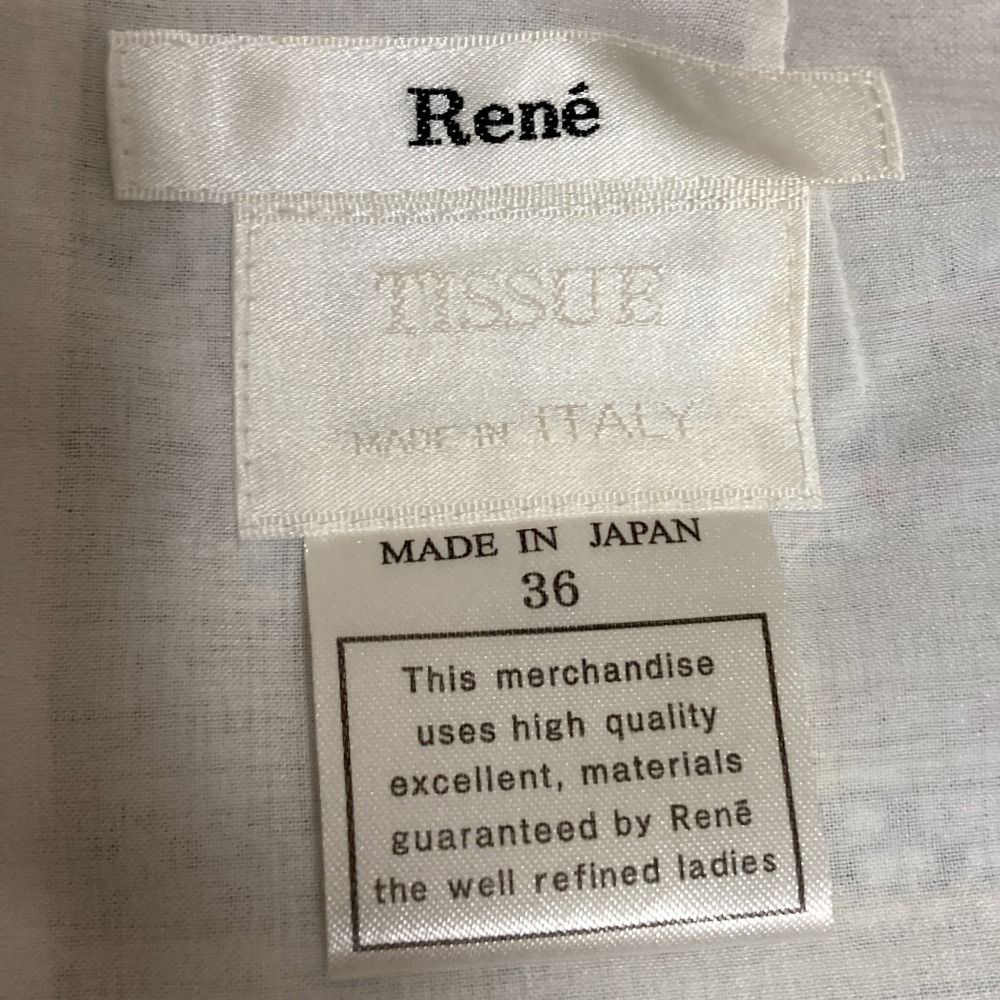 René
TISSUE
MADE IN ITALY
MADE IN JAPAN
36
This merchandise
uses high quality
excellent, materials
guaranteed by Renē
the well refined ladies